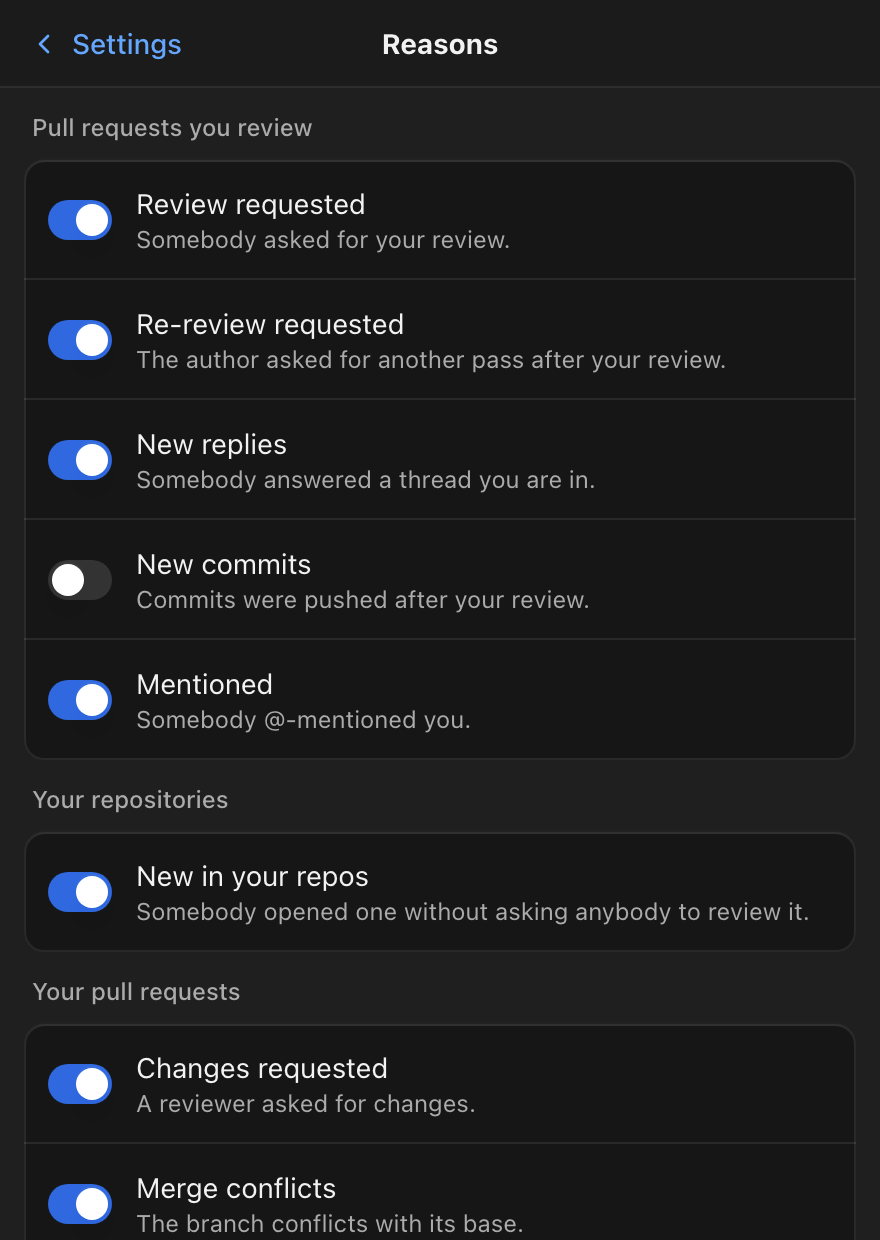 Settings
Reasons
Pull requests you review
Review requested
Somebody asked for your review.
Re-review requested
The author asked for another pass after your review.
New replies
Somebody answered a thread you are in.
New commits
Commits were pushed after your review.
Mentioned
Somebody @-mentioned you.
Your repositories
New in your repos
Somebody opened one without asking anybody to review it.
Your pull requests
Changes requested
A reviewer asked for changes.
Merge conflicts
The branch conflicts with its base.